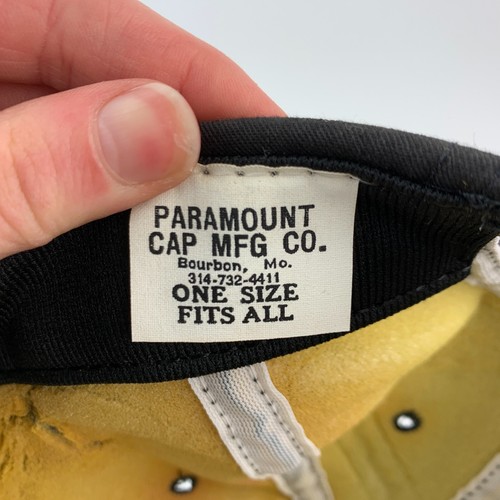 PARAMOUNT
CAP MFG CO.
Bourbon, Mo.
314-732-4411
ONE SIZE
FITS ALL